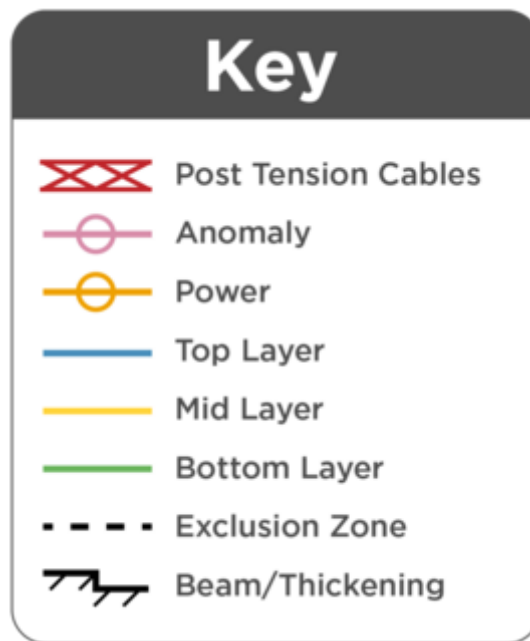 Key
Post Tension Cables
Anomaly
Power
Top Layer
Mid Layer
Bottom Layer
Exclusion Zone
Beam/Thickening